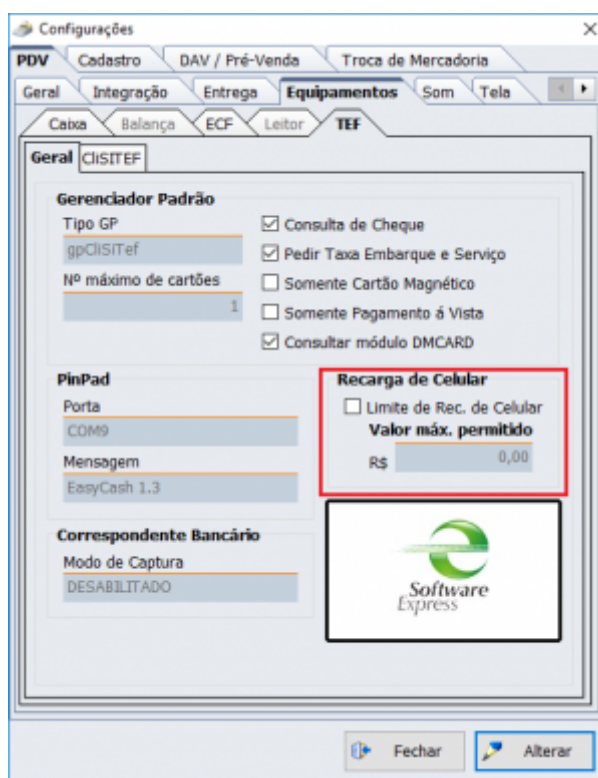 Configurações
PDV Cadastro DAV / Pré-Venda Troca de Mercadoria
Geral Integração Entrega Equipamentos Som Tela
Caixa Balança ECF Leitor TEF
Geral CliSITEF
Gerenciador Padrão
Tipo GP
gpCliSiTef
Nº máximo de cartões
1
Consulta de Cheque
Pedir Taxa Embarque e Serviço
Somente Cartão Magnético
Somente Pagamento á Vista
Consultar módulo DMCARD
PinPad
Porta
COM9
Mensagem
EasyCash 1.3
Recarga de Celular
Limite de Rec. de Celular
Valor máx. permitido
R$ 0,00
Correspondente Bancário
Modo de Captura
DESABILITADO
Software
Express
Fechar Alterar